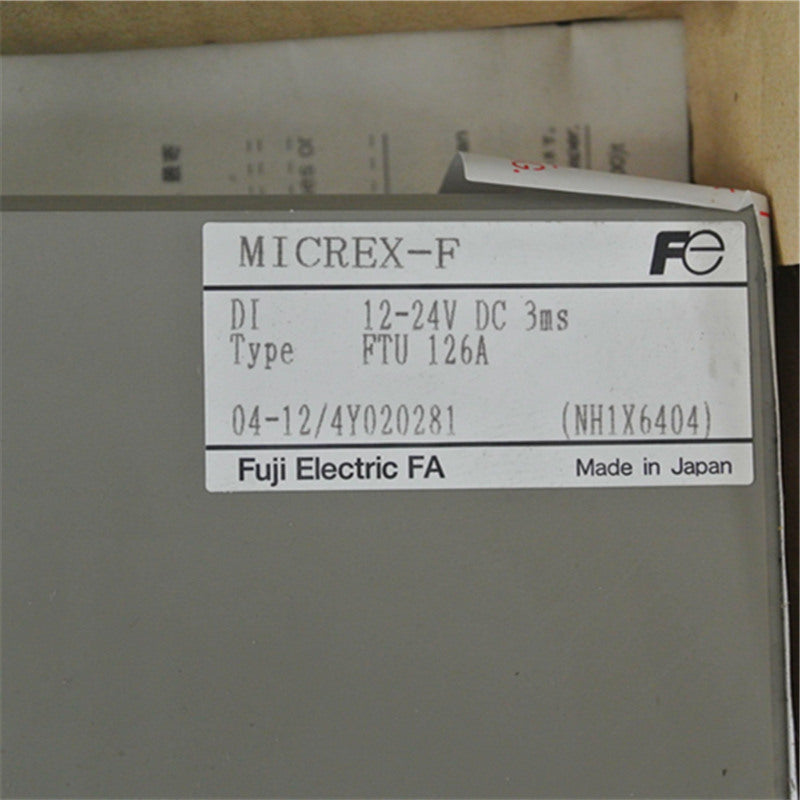 MICREX-F
Fe
DI 12-24V DC 3ms
Type FTU 126A
04-12/4Y020281 (NH1X6404)
Fuji Electric FA Made in Japan